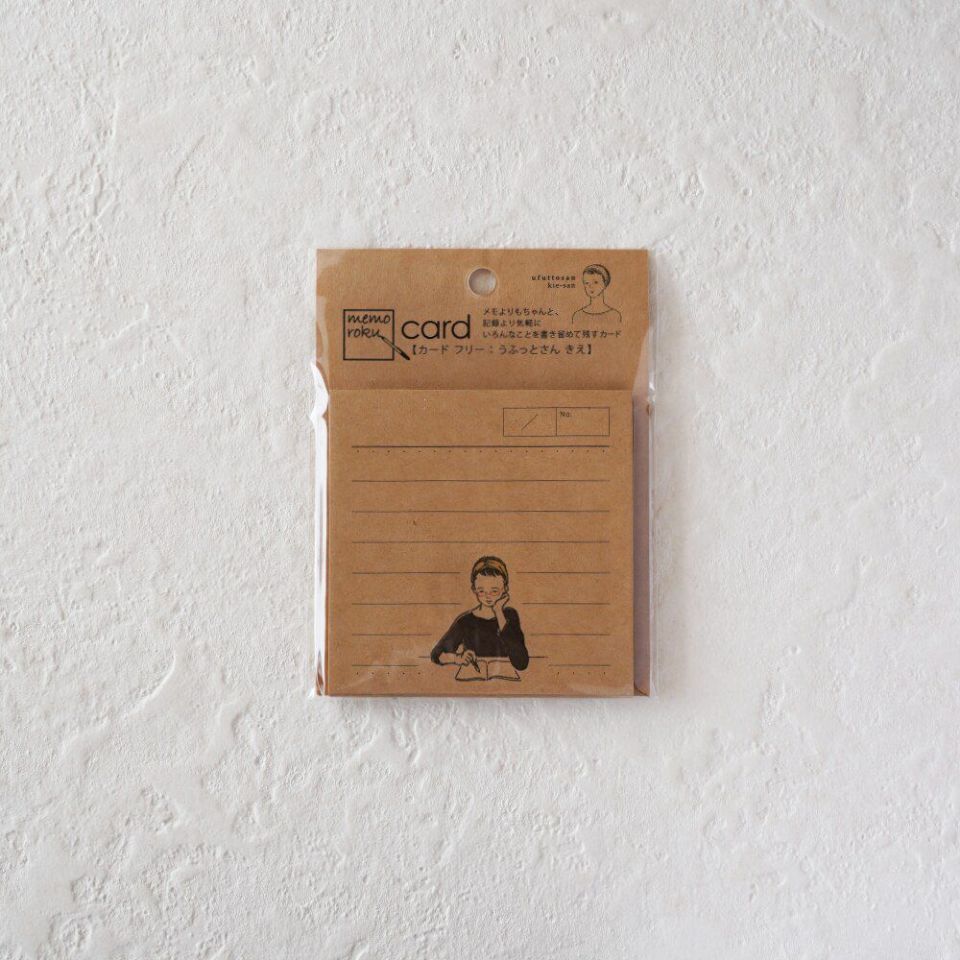 ufuttosan
kie-san
memo
roku
card
メモよりもちゃんと、
記録より気軽に
いろんなことを書き留めて残すカード
【カード フリー：うふっとさん きえ】
No.